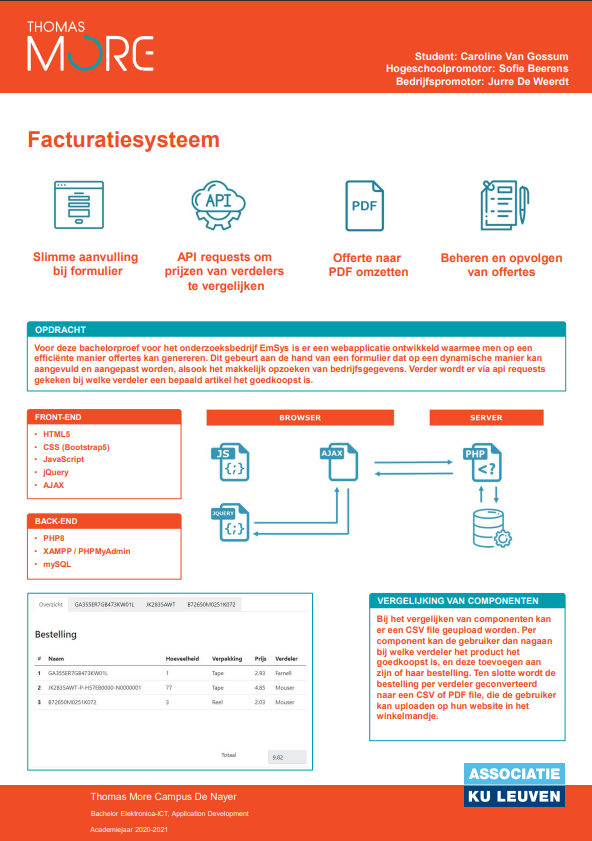 THOMAS
MORE
Student: Caroline Van Gossum
Hogeschoolpromotor: Sofie Beerens
Bedrijfspromotor: Jurre De Weerdt
Facturatiesysteem
API
PDF
Slimme aanvulling
bij formulier
API requests om
prijzen van verdelers
te vergelijken
Offerte naar
PDF omzetten
Beheren en opvolgen
van offertes
OPDRACHT
Voor deze bachelorproef voor het onderzoeksbedrijf EmSys is er een webapplicatie ontwikkeld waarmee men op een
efficiënte manier offertes kan genereren. Dit gebeurt aan de hand van een formulier dat op een dynamische manier kan
aangevuld en aangepast worden, alsook het makkelijk opzoeken van bedrijfsgegevens. Verder wordt er via api requests
gekeken bij welke verdeler een bepaald artikel het goedkoopst is.
FRONT-END
• HTML5
• CSS (Bootstrap5)
• JavaScript
• jQuery
• AJAX
BACK-END
• PHP8
• XAMPP / PHPMyAdmin
• mySQL
BROWSER
SERVER
JS
{;}
AJAX
PHP
<?
JQUERY
{;}
Overzicht GA355ER7GB473KW01L JK2835AWT B72650M0251K072
Bestelling
# Naam Hoeveelheid Verpakking Prijs Verdeler
1 GA355ER7GB473KW01L 1 Tape 2,93 Farnell
2 JK2835AWT-P-H57EB0000-N0000001 77 Tape 4.85 Mouser
3 B72650M0251K072 3 Reel 2.03 Mouser
Totaal 9.82
VERGELIJKING VAN COMPONENTEN
Bij het vergelijken van componenten kan
er een CSV file geupload worden. Per
component kan de gebruiker dan nagaan
bij welke verdeler het product het
goedkoopst is, en deze toevoegen aan
zijn of haar bestelling. Ten slotte wordt de
bestelling per verdeler geconverteerd
naar een CSV of PDF file, die de gebruiker
kan uploaden op hun website in het
winkelmandje.
ASSOCIATIE
KU LEUVEN
Thomas More Campus De Nayer
Bachelor Elektronica-ICT, Application Development
Academiejaar 2020-2021